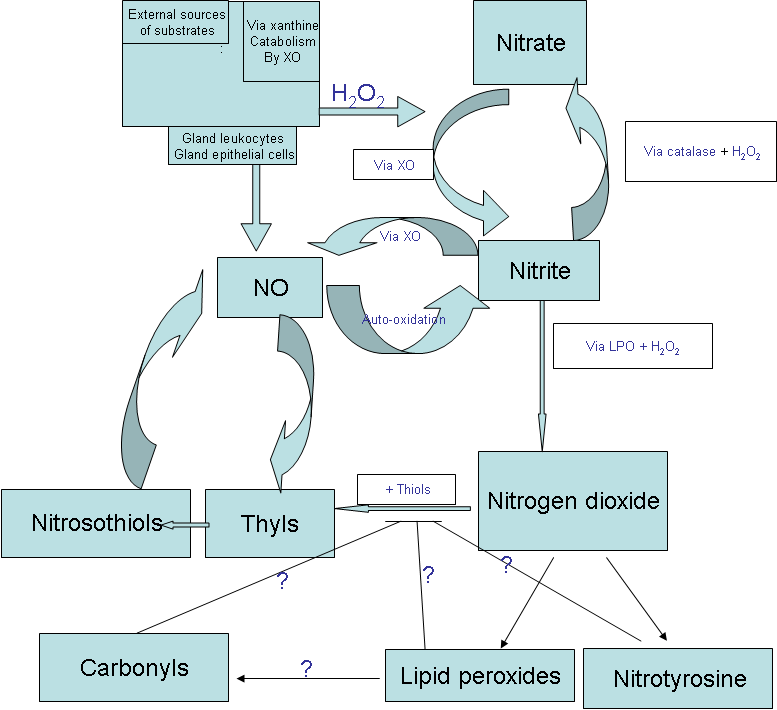 External sources
of substrates
:
Via xanthine
Catabolism
By XO
Nitrate
H₂O₂
Gland leukocytes
Gland epithelial cells
Via XO
Via catalase + H₂O₂
Via XO
Nitrite
NO
Auto-oxidation
Via LPO + H₂O₂
+ Thiols
Nitrogen dioxide
Nitrosothiols
Thyls
?
?
?
Carbonyls
?
Lipid peroxides
Nitrotyrosine